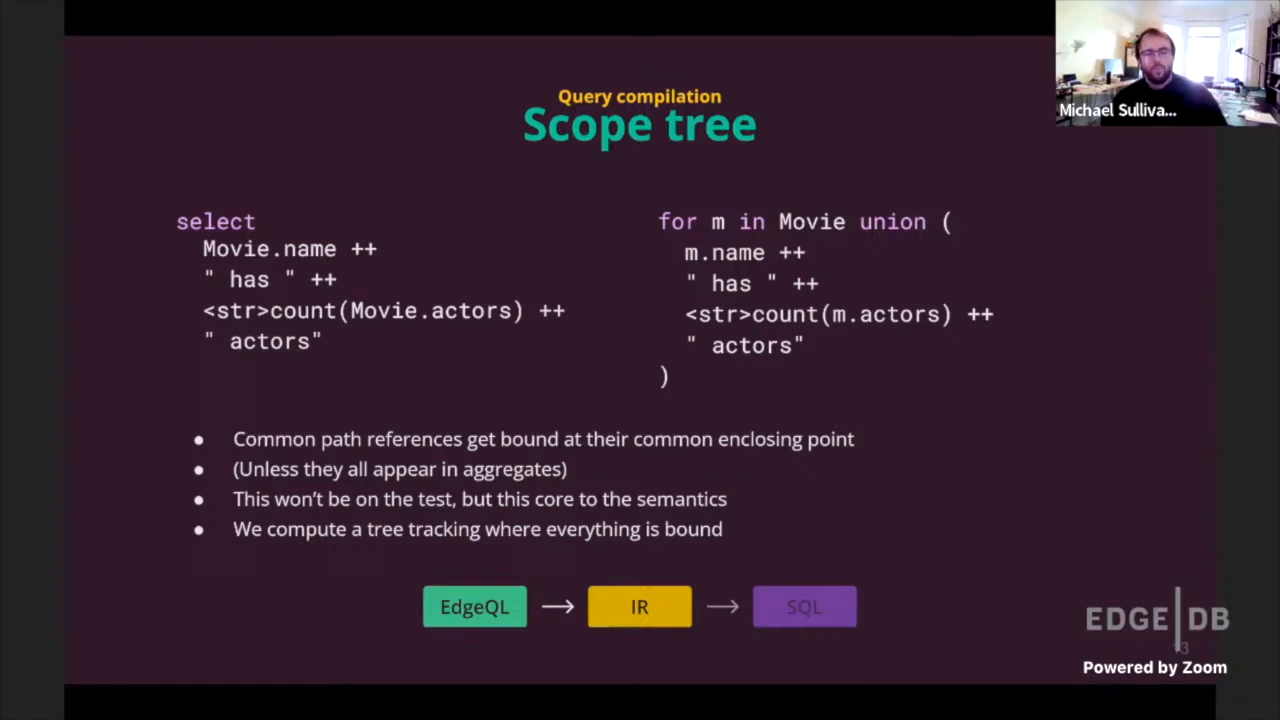 Query compilation
Scope tree
Michael Sulliva...
select
Movie.name ++
" has " ++
<str>count(Movie.actors) ++
" actors"
for m in Movie union (
m.name ++
" has " ++
<str>count(m.actors) ++
" actors"
)
• Common path references get bound at their common enclosing point
• (Unless they all appear in aggregates)
• This won't be on the test, but this core to the semantics
• We compute a tree tracking where everything is bound
EdgeQL → IR → SQL
EDGE|DB
13
Powered by Zoom